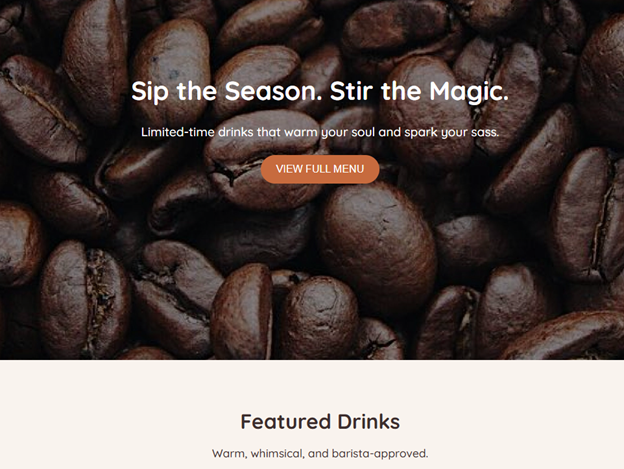 Sip the Season. Stir the Magic.
Limited-time drinks that warm your soul and spark your sass.
VIEW FULL MENU
Featured Drinks
Warm, whimsical, and barista-approved.